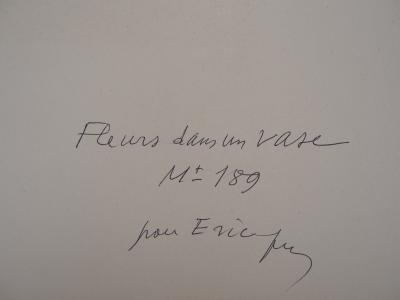 Fleurs dans un vase
Mt 189
pour Eric